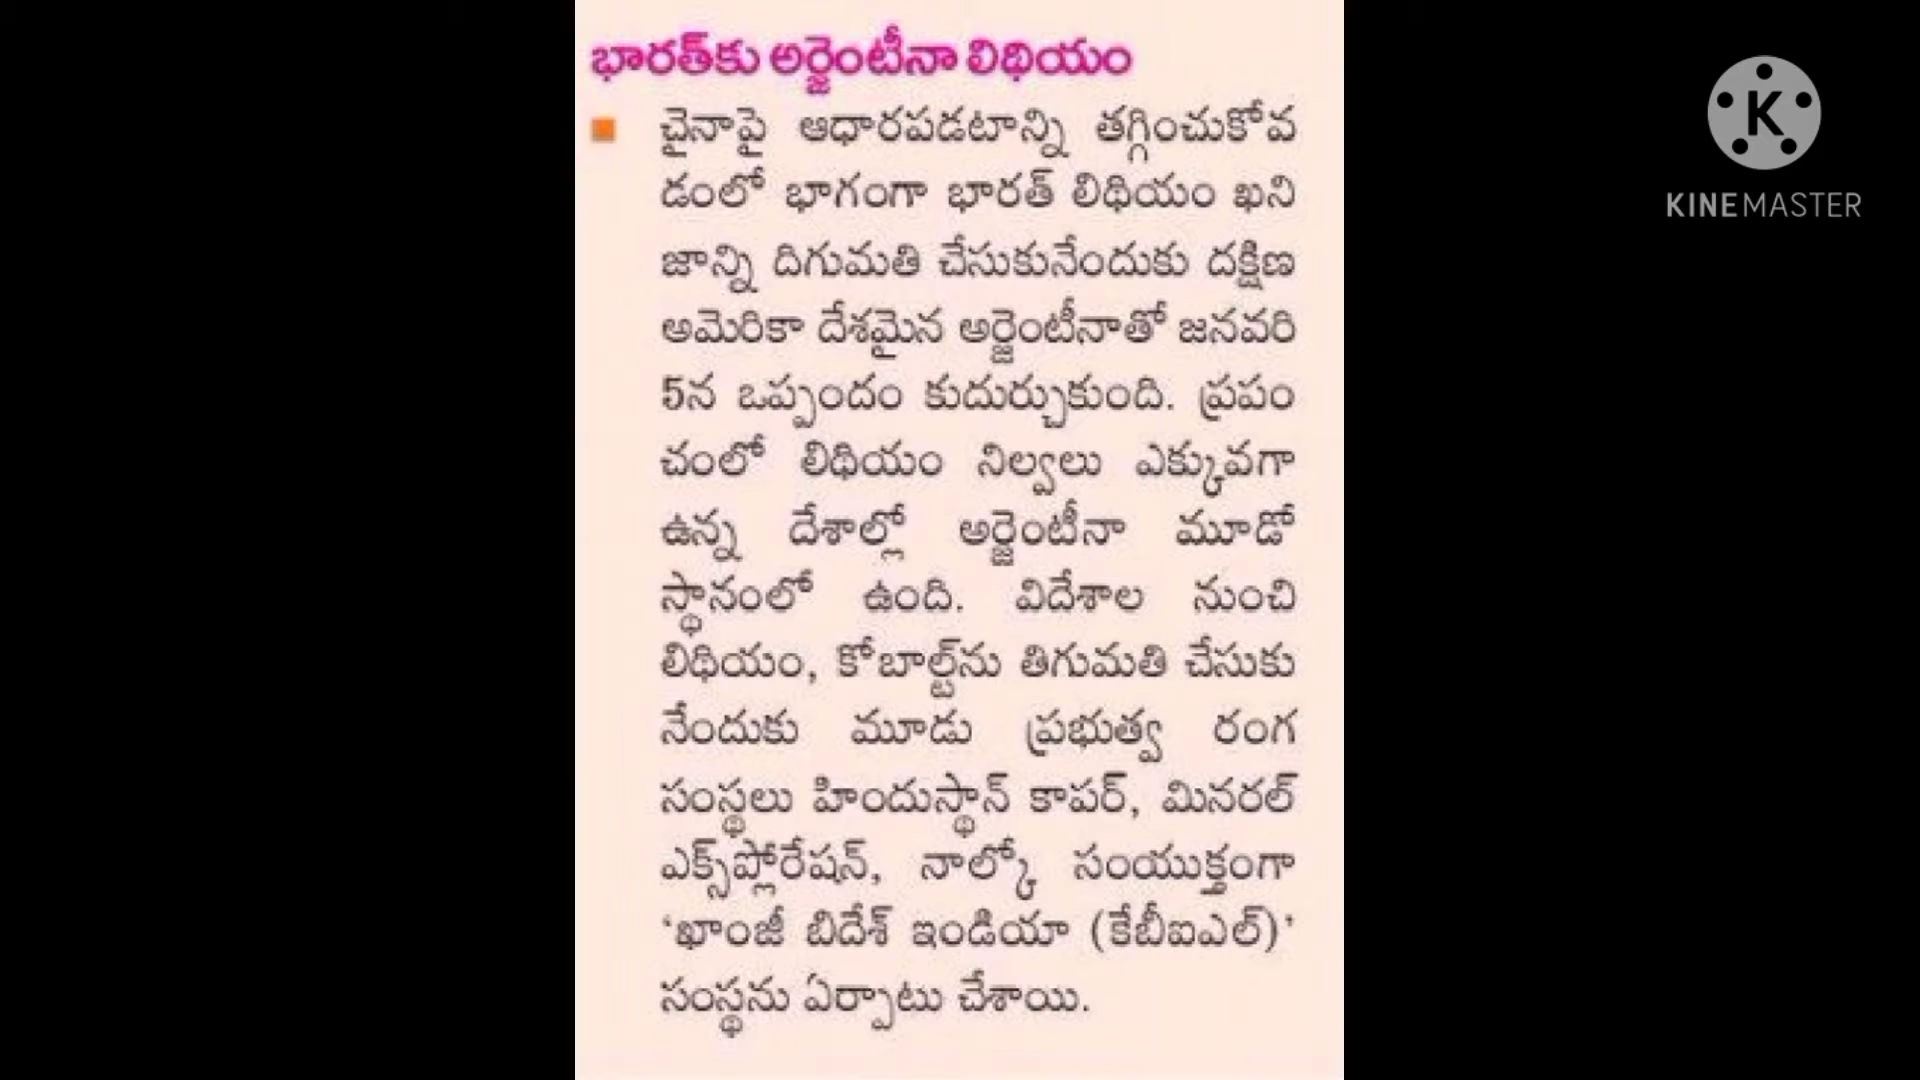 భారత్‌కు అర్జెంటీనా లిథియం
చైనాపై ఆధారపడటాన్ని తగ్గించుకోవ
డంలో భాగంగా భారత్ లిథియం ఖని
జాన్ని దిగుమతి చేసుకునేందుకు దక్షిణ
అమెరికా దేశమైన అర్జెంటీనాతో జనవరి
5న ఒప్పందం కుదుర్చుకుంది. ప్రపం
చంలో లిథియం నిల్వలు ఎక్కువగా
ఉన్న దేశాల్లో అర్జెంటీనా మూడో
స్థానంలో ఉంది. విదేశాల నుంచి
లిథియం, కోబాల్ట్‌ను తిగుమతి చేసుకు
నేందుకు మూడు ప్రభుత్వ రంగ
సంస్థలు హిందుస్థాన్ కాపర్, మినరల్
ఎక్స్‌ప్లోరేషన్, నాల్కో సంయుక్తంగా
‘ఖాంజీ బిదేశ్ ఇండియా (కేబీఐఎల్)’
సంస్థను ఏర్పాటు చేశాయి.
K
KINEMASTER